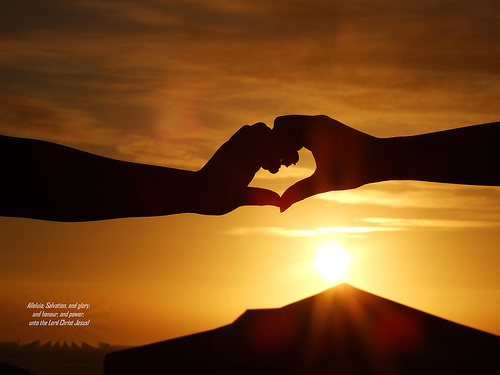 Alleluia: Salvation, and glory,
and honour, and power,
unto the Lord Christ Jesus!